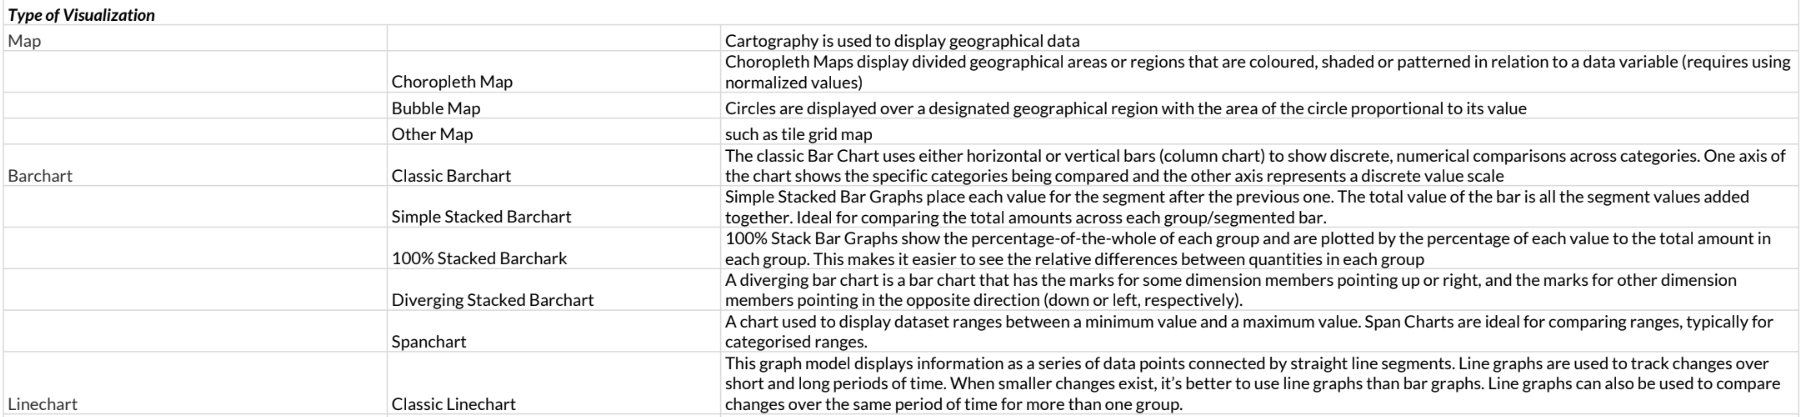 Type of Visualization
Map
Cartography is used to display geographical data
Choropleth Maps display divided geographical areas or regions that are coloured, shaded or patterned in relation to a data variable (requires using
Choropleth Map
normalized values)
Bubble Map
Circles are displayed over a designated geographical region with the area of the circle proportional to its value
Other Map
such as tile grid map
The classic Bar Chart uses either horizontal or vertical bars (column chart) to show discrete, numerical comparisons across categories. One axis of
Barchart
Classic Barchart
the chart shows the specific categories being compared and the other axis represents a discrete value scale
Simple Stacked Bar Graphs place each value for the segment after the previous one. The total value of the bar is all the segment values added
Simple Stacked Barchart
together. Ideal for comparing the total amounts across each group/segmented bar.
100% Stack Bar Graphs show the percentage-of-the-whole of each group and are plotted by the percentage of each value to the total amount in
100% Stacked Barchark
each group. This makes it easier to see the relative differences between quantities in each group
A diverging bar chart is a bar chart that has the marks for some dimension members pointing up or right, and the marks for other dimension
Diverging Stacked Barchart
members pointing in the opposite direction (down or left, respectively).
A chart used to display dataset ranges between a minimum value and a maximum value. Span Charts are ideal for comparing ranges, typically for
Spanchart
categorised ranges.
This graph model displays information as a series of data points connected by straight line segments. Line graphs are used to track changes over
short and long periods of time. When smaller changes exist, it’s better to use line graphs than bar graphs. Line graphs can also be used to compare
Linechart
Classic Linechart
changes over the same period of time for more than one group.